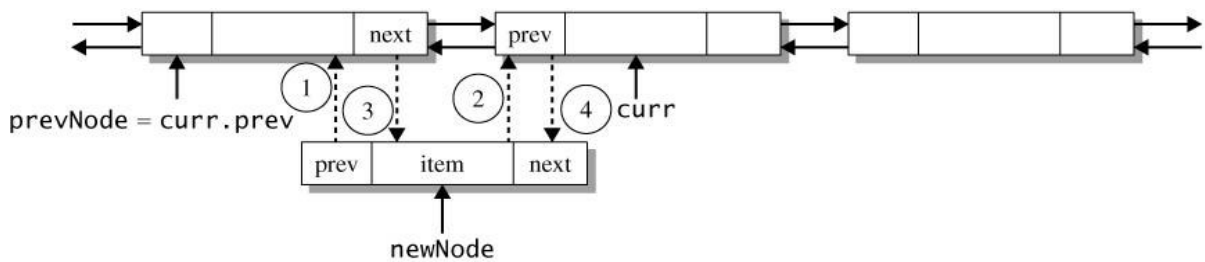 next
prev
1
3
2
4
curr
prevNode = curr.prev
prev item next
newNode